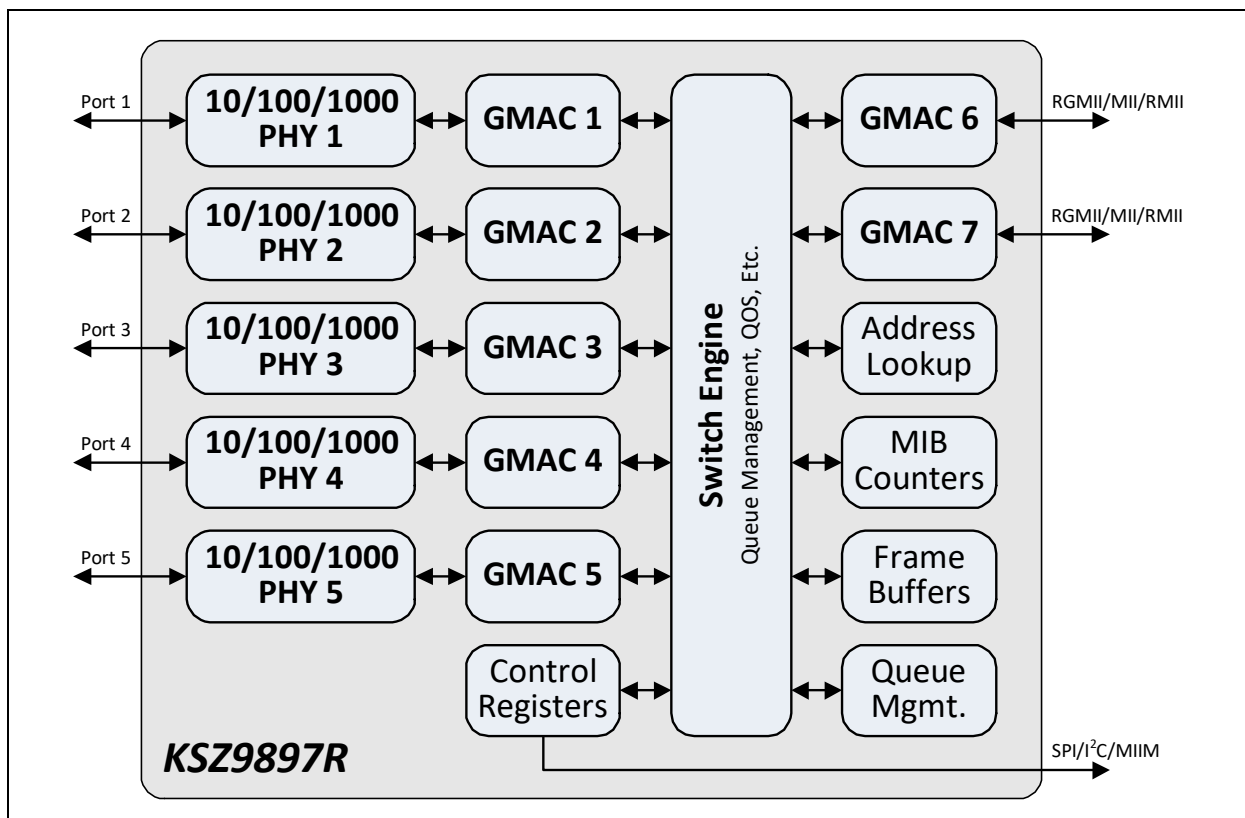 Port 1
10/100/1000
PHY 1
GMAC 1
GMAC 6
RGMII/MII/RMII
Port 2
10/100/1000
PHY 2
GMAC 2
GMAC 7
RGMII/MII/RMII
Port 3
10/100/1000
PHY 3
GMAC 3
Switch Engine
Queue Management, QOS, Etc.
Address
Lookup
Port 4
10/100/1000
PHY 4
GMAC 4
MIB
Counters
Port 5
10/100/1000
PHY 5
GMAC 5
Frame
Buffers
Control
Registers
Queue
Mgmt.
KSZ9897R
SPI/I²C/MIIM